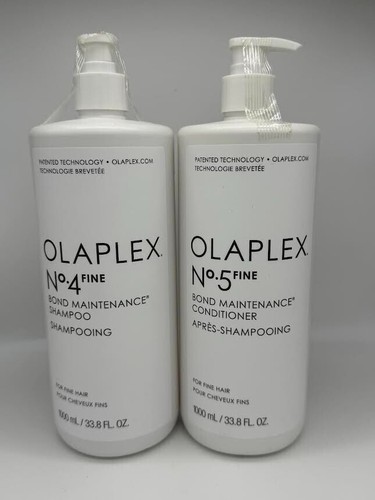 PATENTED TECHNOLOGY • OLAPLEX.COM
TECHNOLOGIE BREVETÉE
OLAPLEX.
Nº.4 FINE
BOND MAINTENANCE®
SHAMPOO
SHAMPOOING
FOR FINE HAIR
POUR CHEVEUX FINS
1000 mL / 33.8 FL. OZ.
PATENTED TECHNOLOGY • OLAPLEX.COM
TECHNOLOGIE BREVETÉE
OLAPLEX.
Nº.5 FINE
BOND MAINTENANCE®
CONDITIONER
APRÈS-SHAMPOOING
FOR FINE HAIR
POUR CHEVEUX FINS
1000 mL / 33.8 FL. OZ.